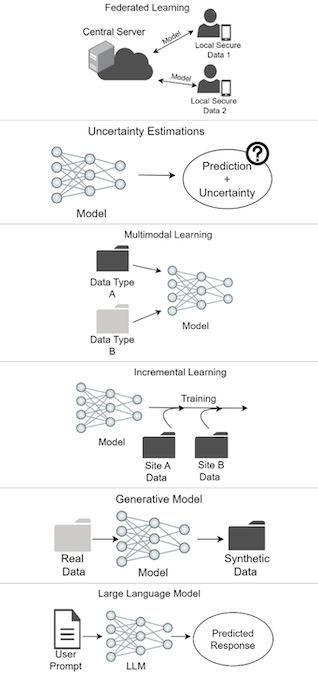 Federated Learning
Central Server
Model
Local Secure
Data 1
Model
Local Secure
Data 2
Uncertainty Estimations
?
Prediction
+
Uncertainty
Model
Multimodal Learning
Data Type
A
Model
Data Type
B
Incremental Learning
Training
Model
Site A
Data
Site B
Data
Generative Model
Real
Data
Model
Synthetic
Data
Large Language Model
Predicted
Response
User
Prompt
LLM